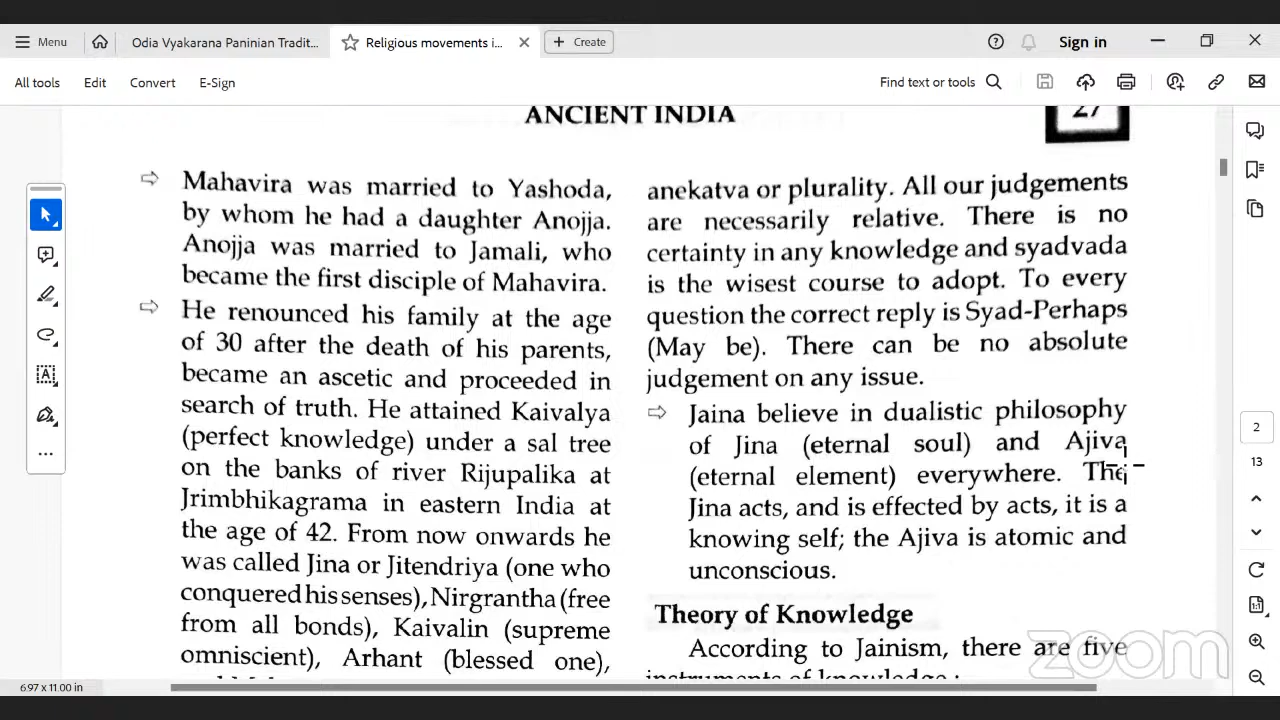 Menu
Odia Vyakarana Paninian Tradit...
Religious movements i...
Create
Sign in
All tools
Edit
Convert
E-Sign
Find text or tools
ANCIENT INDIA
27
Mahavira was married to Yashoda,
by whom he had a daughter Anojja.
Anojja was married to Jamali, who
became the first disciple of Mahavira.
He renounced his family at the age
of 30 after the death of his parents,
became an ascetic and proceeded in
search of truth. He attained Kaivalya
(perfect knowledge) under a sal tree
on the banks of river Rijupalika at
Jrimbhikagrama in eastern India at
the age of 42. From now onwards he
was called Jina or Jitendriya (one who
conquered his senses), Nirgrantha (free
from all bonds), Kaivalin (supreme
omniscient), Arhant (blessed one),
anekatva or plurality. All our judgements
are necessarily relative. There is no
certainty in any knowledge and syadvada
is the wisest course to adopt. To every
question the correct reply is Syad-Perhaps
(May be). There can be no absolute
judgement on any issue.
Jaina believe in dualistic philosophy
of Jina (eternal soul) and Ajiva
(eternal element) everywhere. The
Jina acts, and is effected by acts, it is a
knowing self; the Ajiva is atomic and
unconscious.
Theory of Knowledge
According to Jainism, there are five
instruments of knowledge :
2
13
6.97 x 11.00 in
zoom